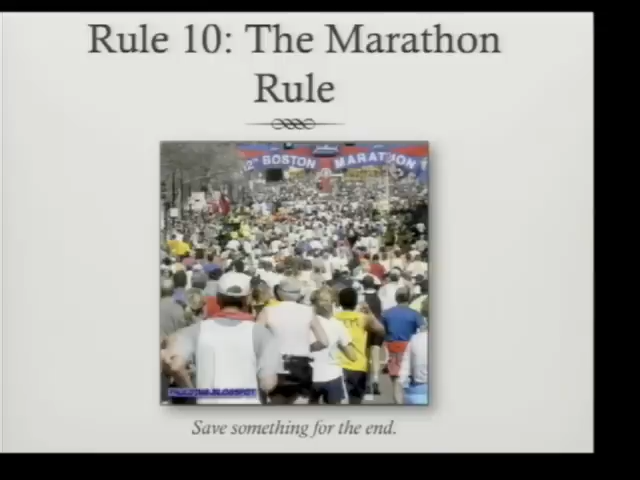 Rule 10: The Marathon
Rule
BOSTON MARATHON
Save something for the end.